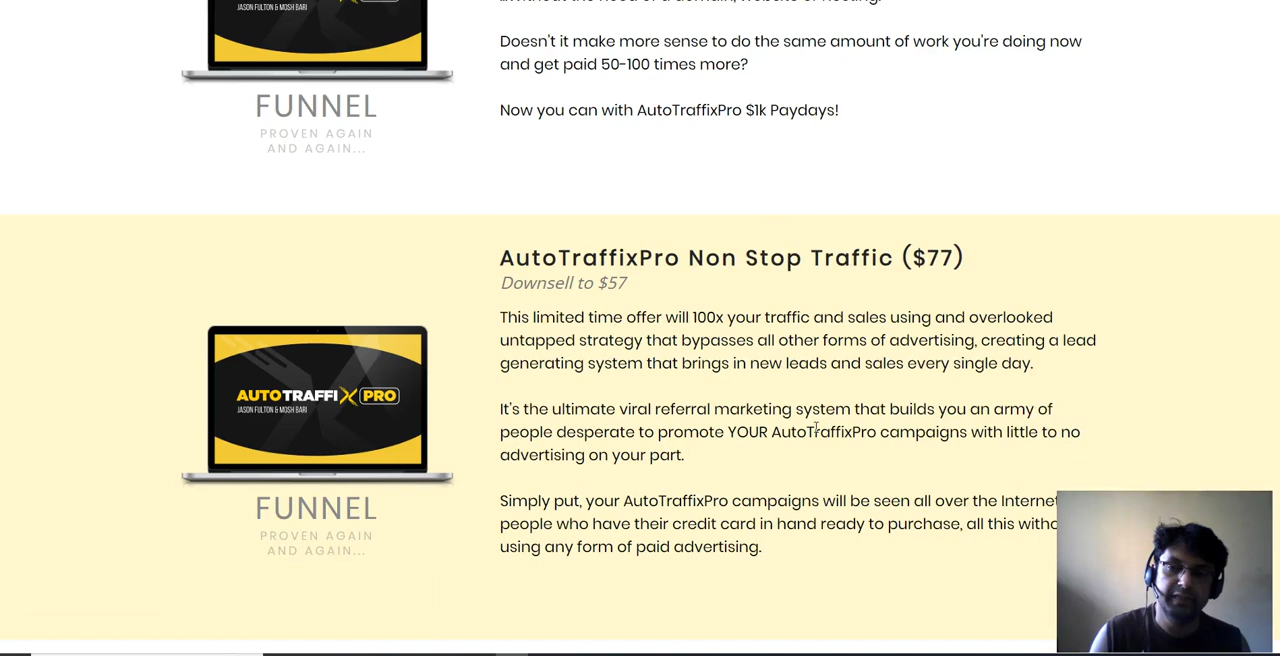 JASON FULTON & MOSH BARI
FUNNEL
PROVEN AGAIN
AND AGAIN...
Doesn't it make more sense to do the same amount of work you're doing now
and get paid 50-100 times more?
Now you can with AutoTraffixPro $1k Paydays!
AutoTraffixPro Non Stop Traffic ($77)
Downsell to $57
This limited time offer will 100x your traffic and sales using and overlooked
untapped strategy that bypasses all other forms of advertising, creating a lead
generating system that brings in new leads and sales every single day.
It's the ultimate viral referral marketing system that builds you an army of
people desperate to promote YOUR AutoTraffixPro campaigns with little to no
advertising on your part.
Simply put, your AutoTraffixPro campaigns will be seen all over the Internet
people who have their credit card in hand ready to purchase, all this
using any form of paid advertising.
AUTOTRAFFIX PRO
JASON FULTON & MOSH BARI
FUNNEL
PROVEN AGAIN
AND AGAIN...